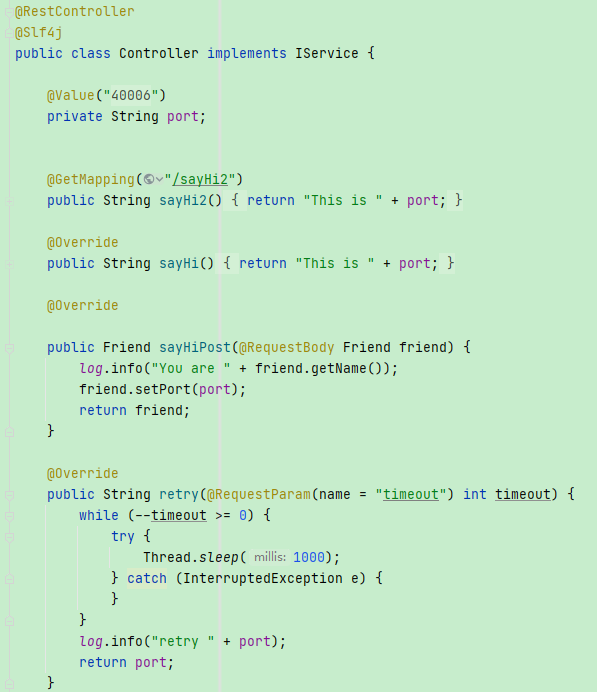 @RestController
@Slf4j
public class Controller implements IService {
@Value("40006")
private String port;
@GetMapping("/sayHi2")
public String sayHi2() { return "This is " + port; }
@Override
public String sayHi() { return "This is " + port; }
@Override
public Friend sayHiPost(@RequestBody Friend friend) {
log.info("You are " + friend.getName());
friend.setPort(port);
return friend;
}
@Override
public String retry(@RequestParam(name = "timeout") int timeout) {
while (--timeout >= 0) {
try {
Thread.sleep( millis: 1000);
} catch (InterruptedException e) {
}
}
log.info("retry " + port);
return port;
}